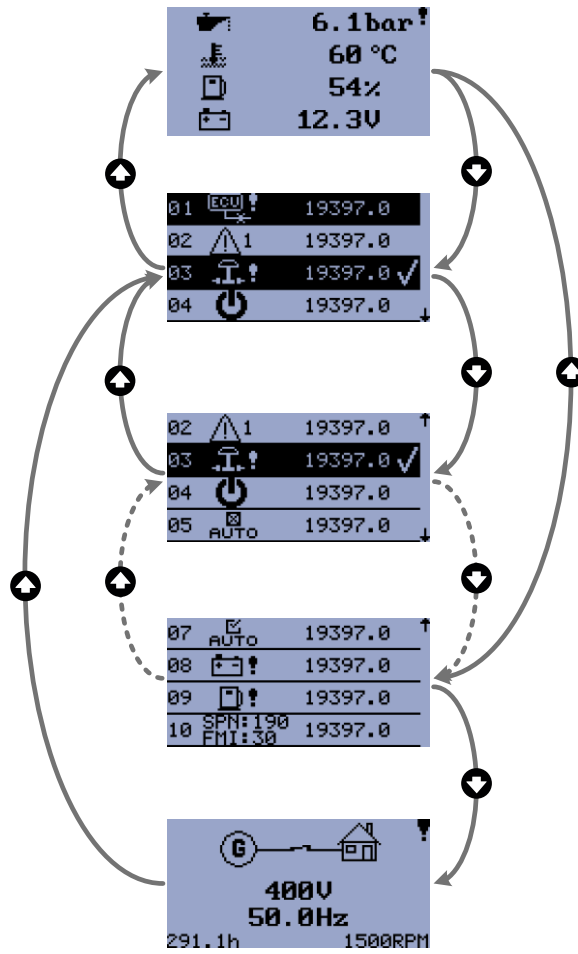 6.1bar
60 °C
54%
12.3V
01 ECU 19397.0
02 1 19397.0
03 19397.0
04 19397.0
02 1 19397.0
03 19397.0
04 19397.0
05 AUTO 19397.0
07 AUTO 19397.0
08 19397.0
09 19397.0
10 SPN:190 19397.0
FMI:30
G
400V
50.0Hz
291.1h 1500RPM